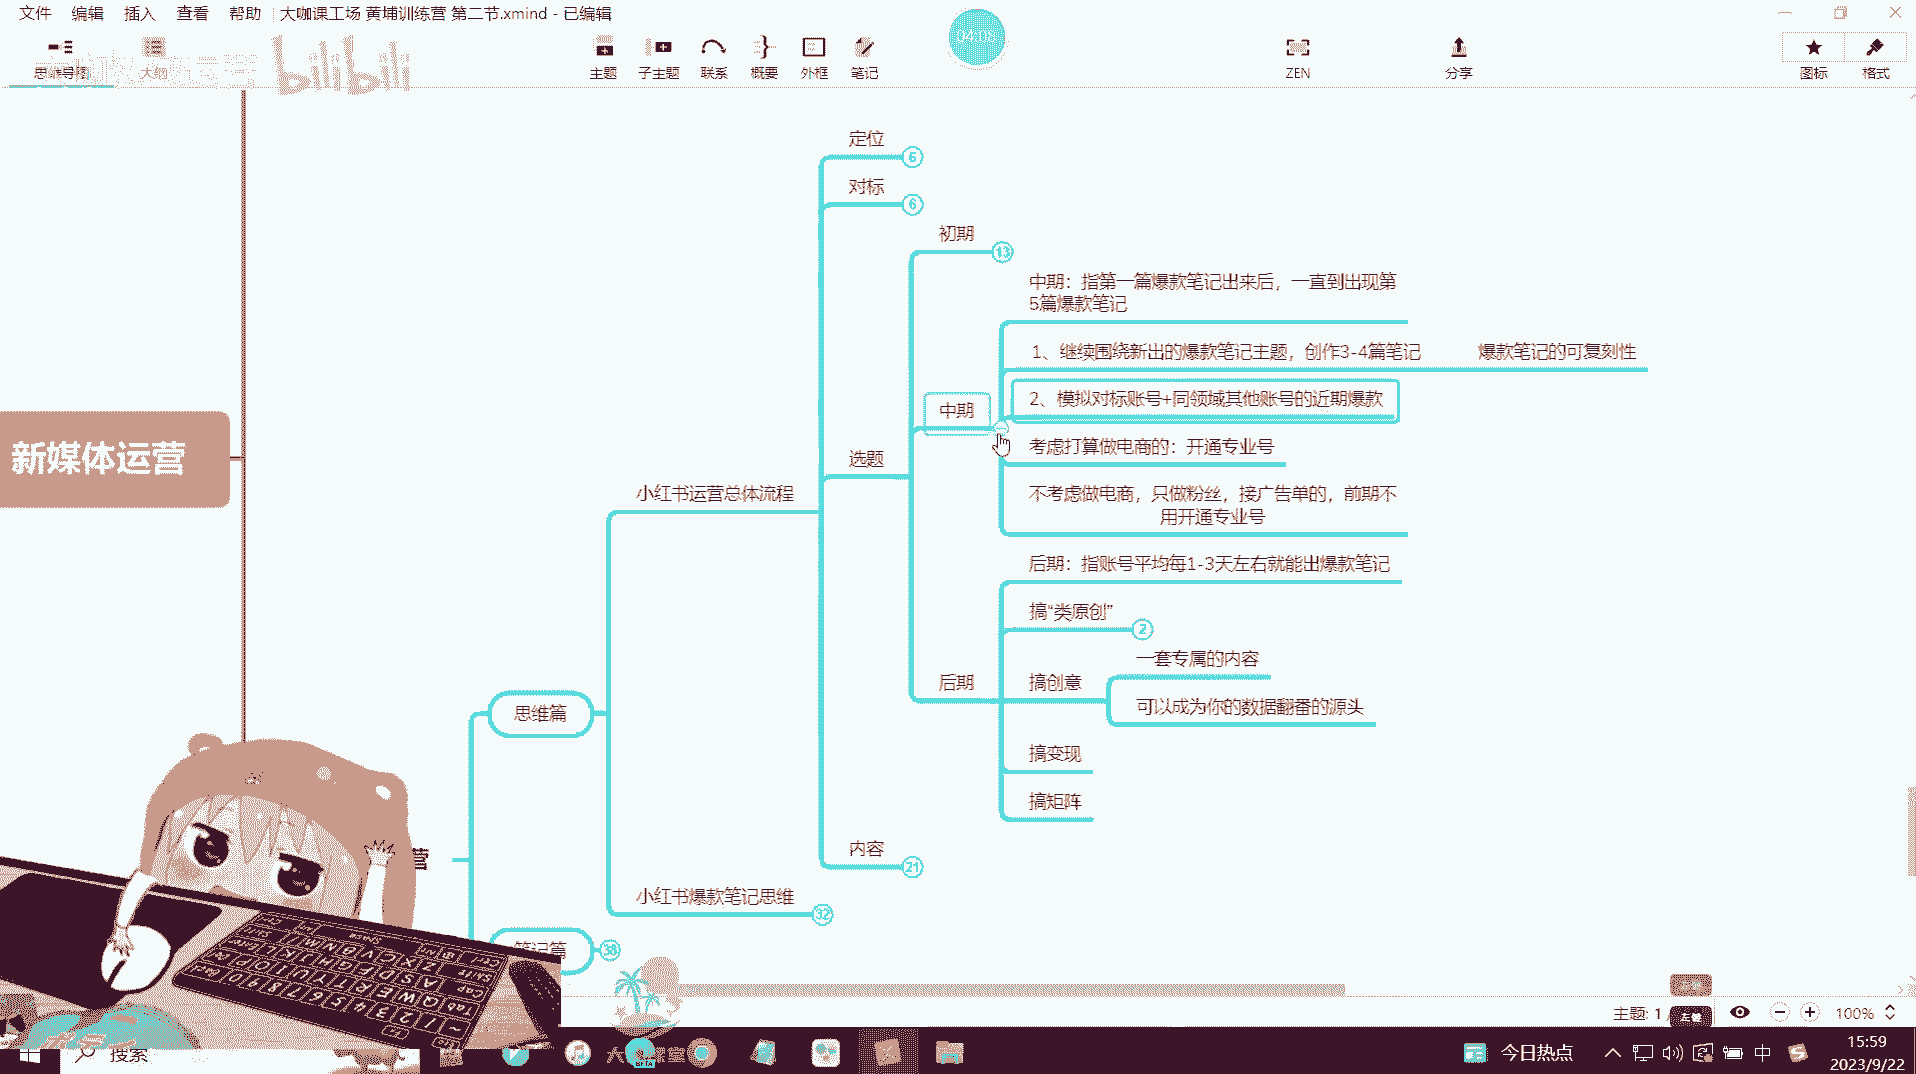 文件 编辑 插入 查看 帮助 大咖课工场 黄埔训练营 第二节.xmind - 已编辑
思维导图 大纲 主题 子主题 联系 概要 外框 笔记 ZEN 分享 图标 格式
bilibili
04:08
定位 6
对标 6
初期 13
中期：指第一篇爆款笔记出来后，一直到出现第
5篇爆款笔记
1、继续围绕新出的爆款笔记主题，创作3-4篇笔记 爆款笔记的可复刻性
2、模拟对标账号+同领域其他账号的近期爆款
中期
考虑打算做电商的：开通专业号
新媒体运营
选题
小红书运营总体流程
不考虑做电商，只做粉丝，接广告单的，前期不
用开通专业号
后期：指账号平均每1-3天左右就能出爆款笔记
搞“类原创” 2
一套专属的内容
后期
搞创意
可以成为你的数据翻番的源头
思维篇
搞变现
搞矩阵
内容 21
营
小红书爆款笔记思维 32
笔记篇 38
主题: 1 / 100%
搜索
今日热点
中
15:59
2023/9/22